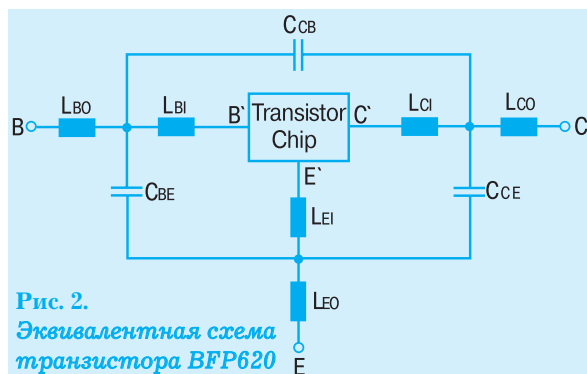 CCB
LBO
LBI
B
B`
Transistor
Chip
C`
LCI
LCO
C
E`
CBE
LEI
CCE
LEO
E
Рис. 2.
Эквивалентная схема
транзистора BFP620